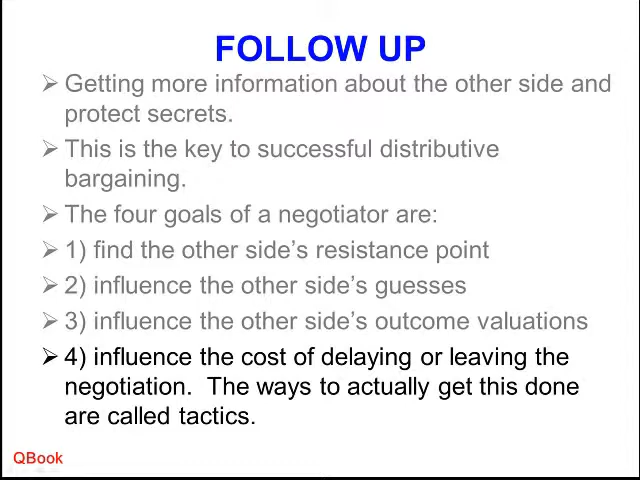 FOLLOW UP
➢ Getting more information about the other side and
protect secrets.
➢ This is the key to successful distributive
bargaining.
➢ The four goals of a negotiator are:
➢ 1) find the other side's resistance point
➢ 2) influence the other side's guesses
➢ 3) influence the other side's outcome valuations
➢ 4) influence the cost of delaying or leaving the
negotiation.  The ways to actually get this done
are called tactics.
QBook